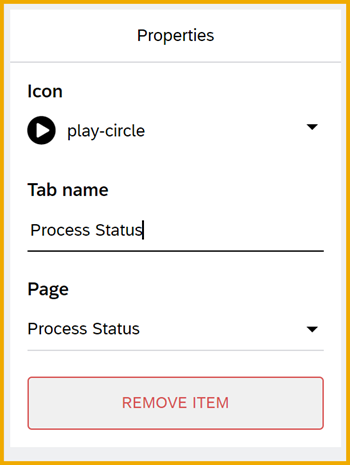 Properties
Icon
play-circle
Tab name
Process Status
Page
Process Status
REMOVE ITEM